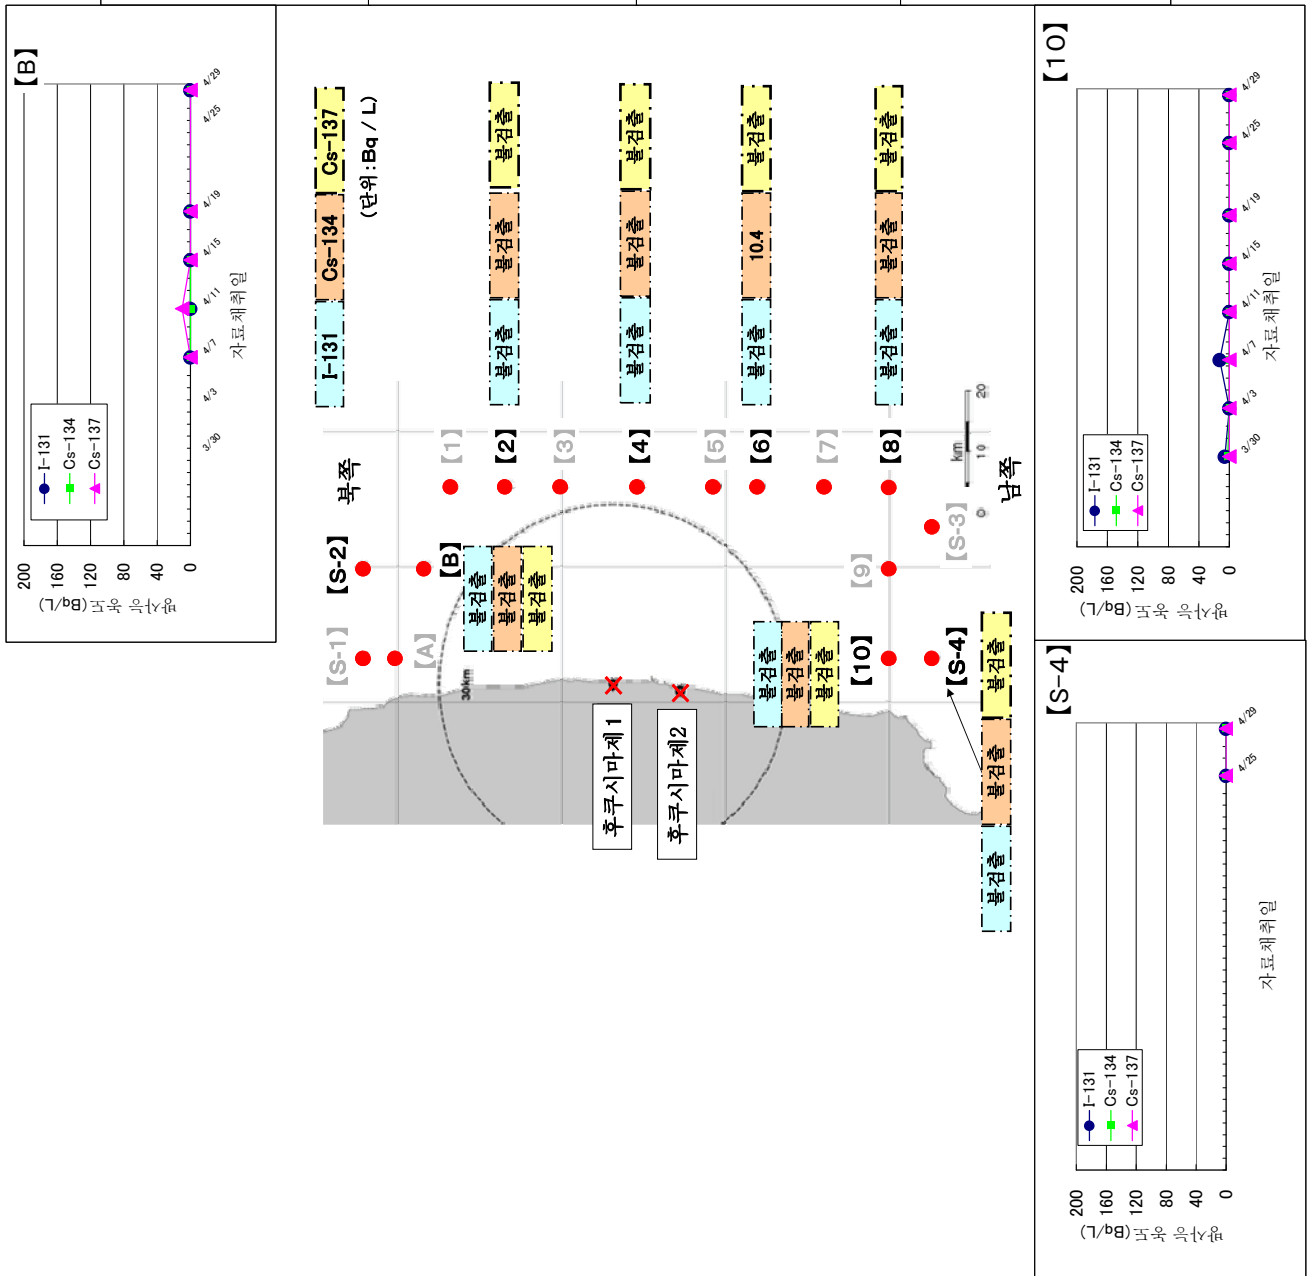 【B】
200
160
120
80
40
0
방사능 농도(Bq/L)
I-131
Cs-134
Cs-137
3/30
4/3
4/7
4/11
4/15
4/19
4/25
4/29
자료채취일
I-131 Cs-134 Cs-137
(단위:Bq / L)
북쪽
【S-1】 【S-2】
【A】 【B】
불검출
불검출
불검출
【1】
【2】 불검출 불검출 불검출
【3】
【4】 불검출 불검출 불검출
【5】
【6】 불검출 10.4 불검출
【7】
【8】 불검출 불검출 불검출
【9】
【10】
불검출
불검출
불검출
【S-3】
【S-4】
불검출 불검출 불검출
30km
후쿠시마제1
후쿠시마제2
km
0 10 20
남쪽
【S-4】
200
160
120
80
40
0
방사능 농도(Bq/L)
I-131
Cs-134
Cs-137
4/25
4/29
자료채취일
【10】
200
160
120
80
40
0
방사능 농도(Bq/L)
I-131
Cs-134
Cs-137
3/30
4/3
4/7
4/11
4/15
4/19
4/25
4/29
자료채취일